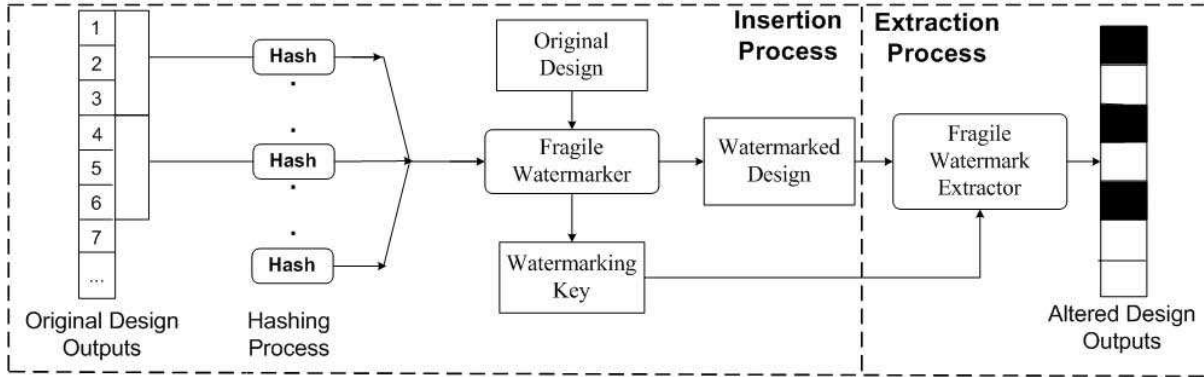 1
2
3
4
5
6
7
...
Original Design
Outputs
Hash
Hash
Hash
Hashing
Process
Original
Design
Fragile
Watermarker
Watermarking
Key
Watermarked
Design
Insertion
Process
Extraction
Process
Fragile
Watermark
Extractor
Altered Design
Outputs